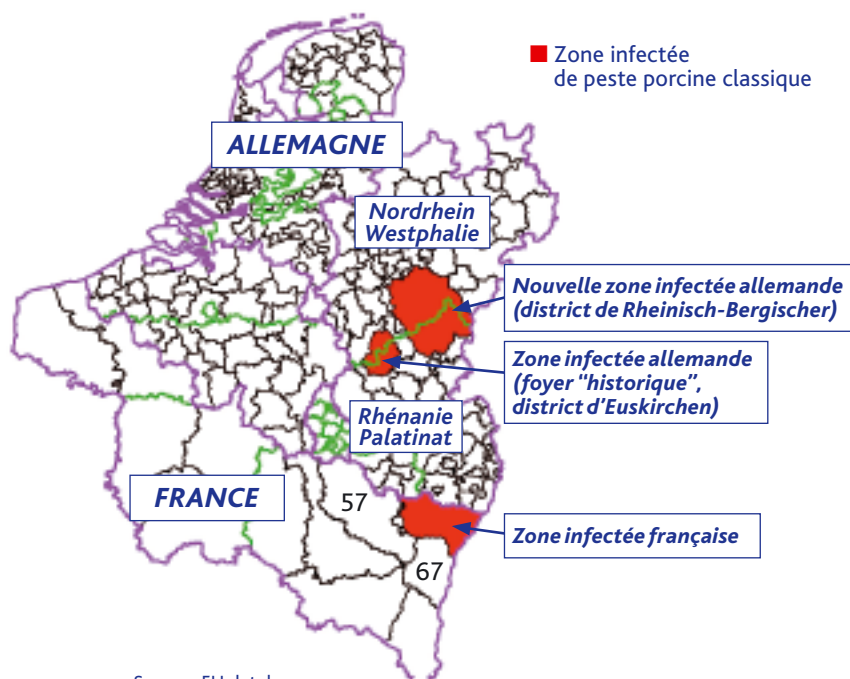 Zone infectée
de peste porcine classique
ALLEMAGNE
Nordrhein
Westphalie
Nouvelle zone infectée allemande
(district de Rheinisch-Bergischer)
Zone infectée allemande
(foyer "historique",
district d'Euskirchen)
Rhénanie
Palatinat
FRANCE
57
Zone infectée française
67